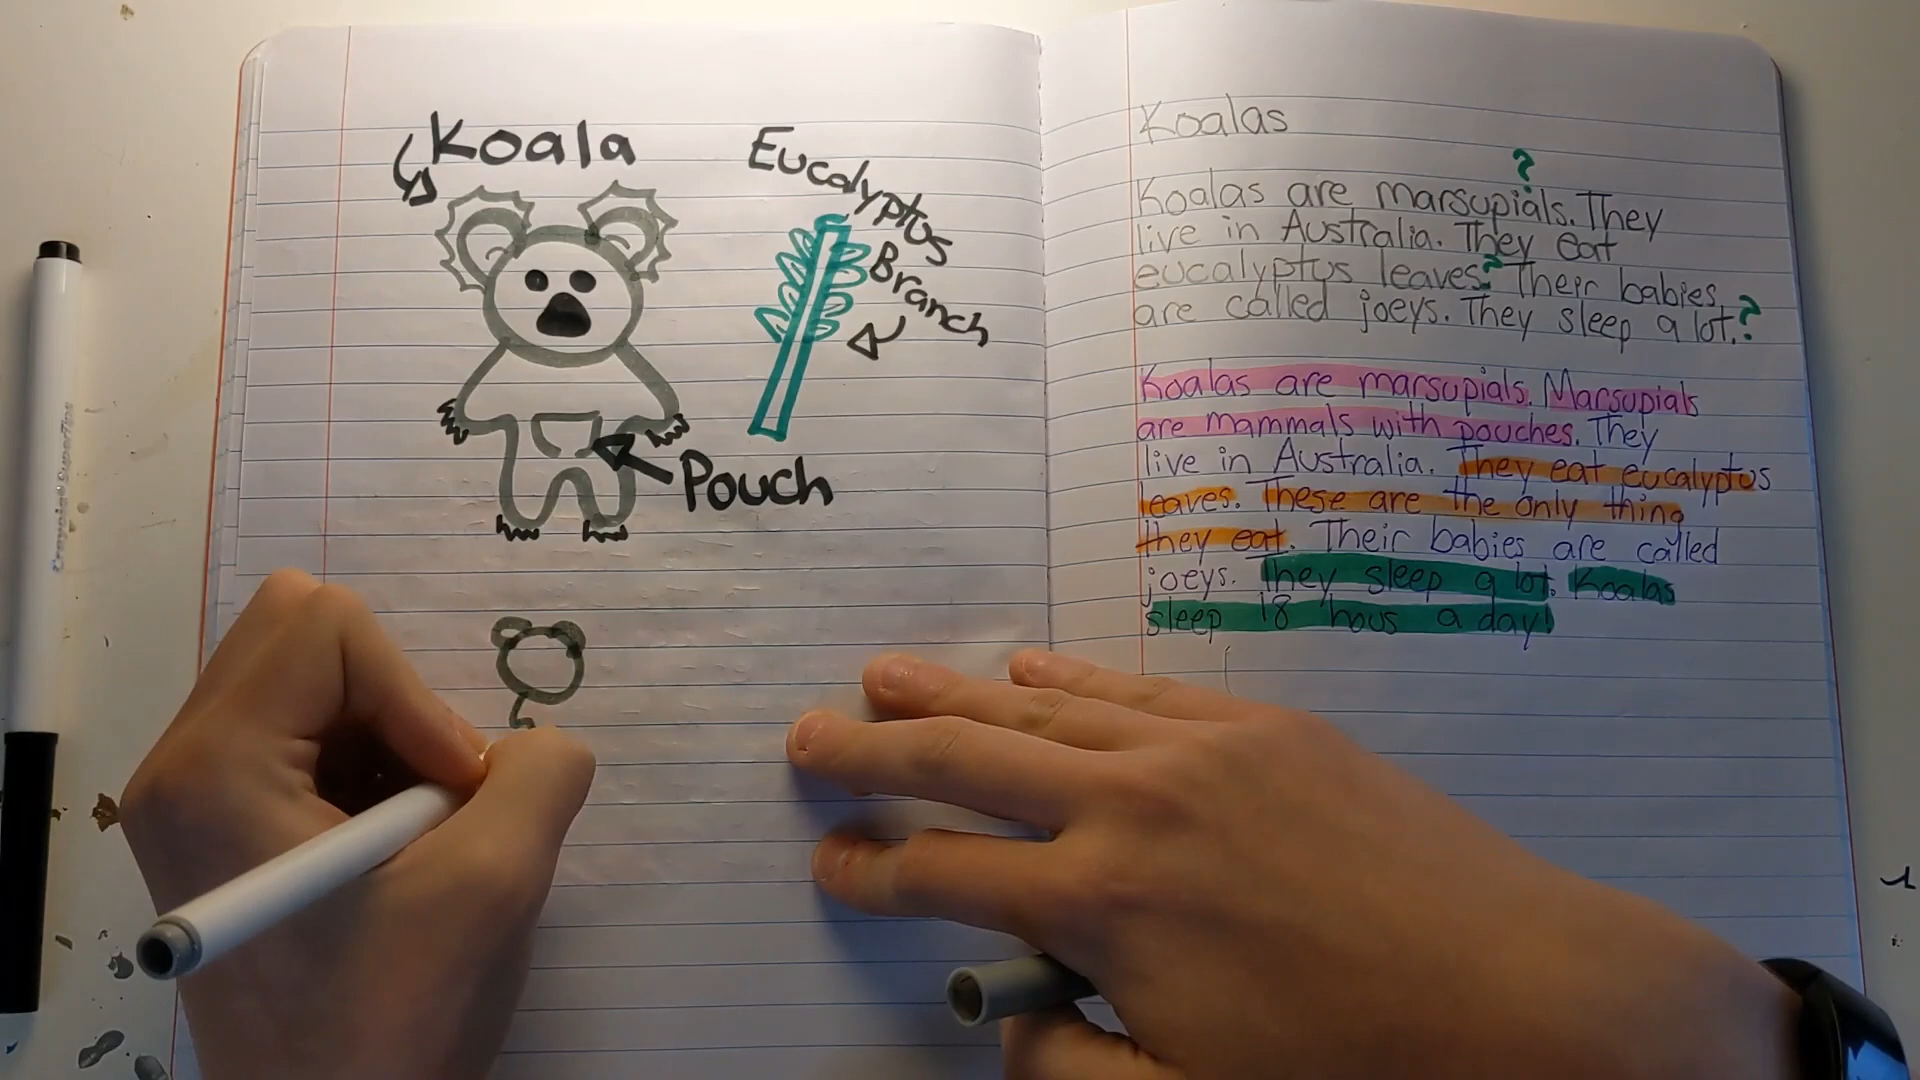 Koala
Eucalyptus
Branch
Pouch
Koalas
?
Koalas are marsupials. They
live in Australia. They eat
eucalyptus leaves? Their babies
are called joeys. They sleep a lot.?
Koalas are marsupials. Marsupials
are mammals with pouches. They
live in Australia. They eat eucalyptus
leaves. These are the only thing
they eat. Their babies are called
joeys. They sleep a lot. Koalas
sleep 18 hous a day!